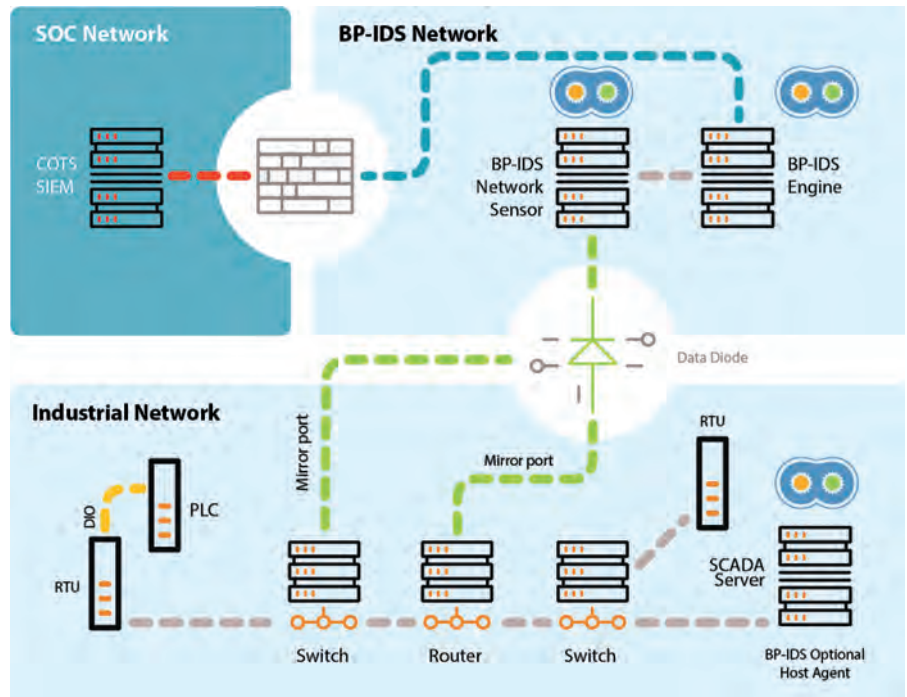 SOC Network
BP-IDS Network
COTS
SIEM
BP-IDS
Network
Sensor
BP-IDS
Engine
Data Diode
Industrial Network
Mirror port
Mirror port
RTU
DIO
PLC
RTU
SCADA
Server
Switch
Router
Switch
BP-IDS Optional
Host Agent